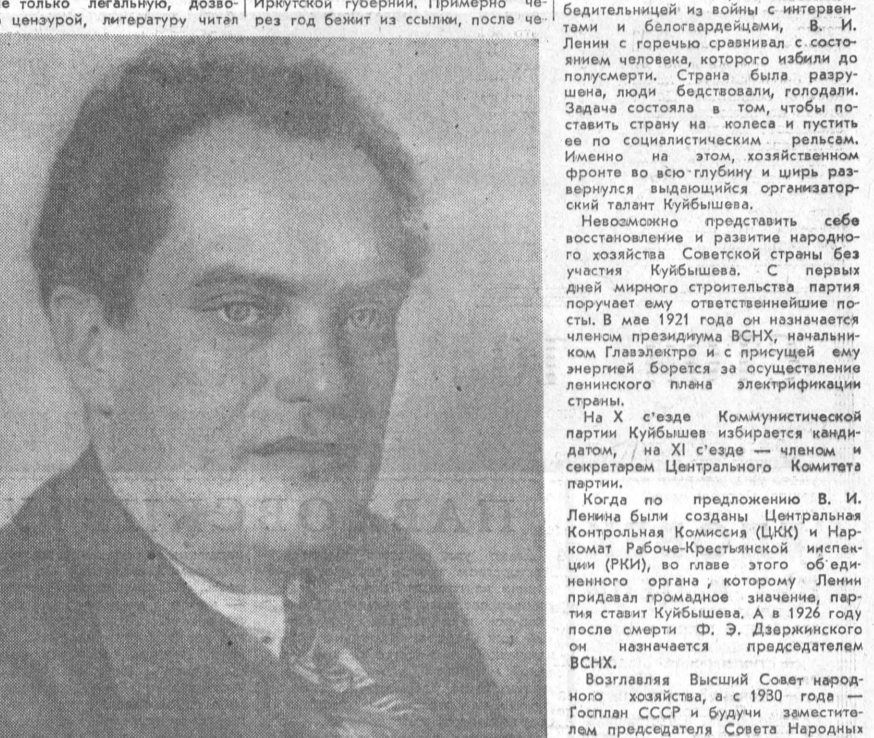 не только легальную, дозво-
цензурой, литературу читал
Иркутской губернии. Примерно че-
рез год бежит из ссылки, после че-
бедительницей из войны с интервен-
тами и белогвардейцами, В. И.
Ленин с горечью сравнивал с состо-
янием человека, которого избили до
полусмерти. Страна была разру-
шена, люди бедствовали, голодали.
Задача состояла в том, чтобы по-
ставить страну на колеса и пустить
ее по социалистическим рельсам.
Именно на этом, хозяйственном
фронте во всю глубину и ширь раз-
вернулся выдающийся организатор-
ский талант Куйбышева.
Невозможно представить себе
восстановление и развитие народно-
го хозяйства Советской страны без
участия Куйбышева. С первых
дней мирного строительства партия
поручает ему ответственнейшие по-
сты. В мае 1921 года он назначается
членом президиума ВСНХ, начальни-
ком Главэлектро и с присущей ему
энергией борется за осуществление
ленинского плана электрификации
страны.
На X с'езде Коммунистической
партии Куйбышев избирается канди-
датом, на XI с'езде — членом и
секретарем Центрального Комитета
партии.
Когда по предложению В. И.
Ленина были созданы Центральная
Контрольная Комиссия (ЦКК) и Нар-
комат Рабоче-Крестьянской инспек-
ции (РКИ), во главе этого об'еди-
ненного органа, которому Ленин
придавал громадное значение, пар-
тия ставит Куйбышева. А в 1926 году
после смерти Ф. Э. Дзержинского
он назначается председателем
ВСНХ.
Возглавляя Высший Совет народ-
ного хозяйства, а с 1930 года —
Госплан СССР и будучи заместите-
лем председателя Совета Народных